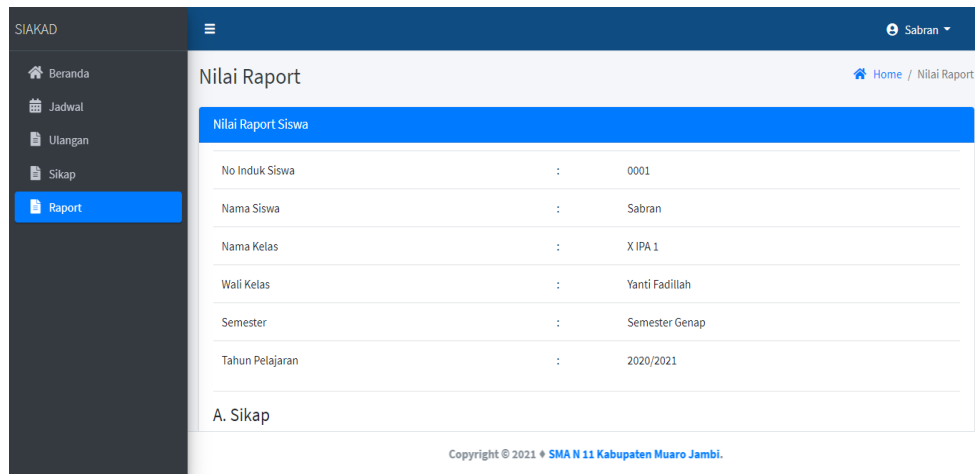 SIAKAD
Sabran
Beranda
Jadwal
Ulangan
Sikap
Raport
Nilai Raport
Home / Nilai Raport
Nilai Raport Siswa
No Induk Siswa : 0001
Nama Siswa : Sabran
Nama Kelas : X IPA 1
Wali Kelas : Yanti Fadillah
Semester : Semester Genap
Tahun Pelajaran : 2020/2021
A. Sikap
Copyright © 2021 ♦ SMA N 11 Kabupaten Muaro Jambi.